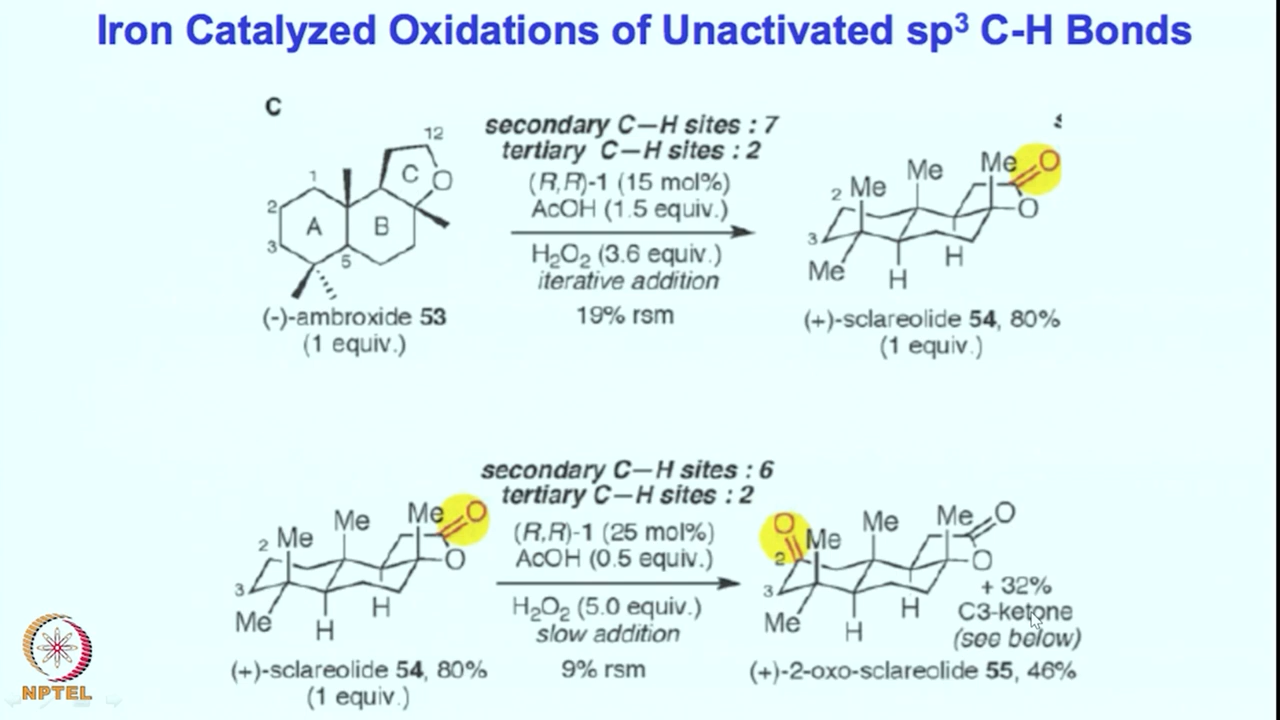 Iron Catalyzed Oxidations of Unactivated sp³ C-H Bonds
C
secondary C—H sites : 7
tertiary C—H sites : 2
(R,R)-1 (15 mol%)
AcOH (1.5 equiv.)
H₂O₂ (3.6 equiv.)
iterative addition
19% rsm
1
2
3
5
12
A
B
C
O
(-)-ambroxide 53
(1 equiv.)
2
3
Me
Me
Me
Me
O
O
H
H
(+)-sclareolide 54, 80%
(1 equiv.)
secondary C—H sites : 6
tertiary C—H sites : 2
(R,R)-1 (25 mol%)
AcOH (0.5 equiv.)
H₂O₂ (5.0 equiv.)
slow addition
9% rsm
2
3
Me
Me
Me
Me
O
O
H
H
(+)-sclareolide 54, 80%
(1 equiv.)
O
2
3
Me
Me
Me
Me
O
O
H
H
+ 32%
C3-ketone
(see below)
(+)-2-oxo-sclareolide 55, 46%
NPTEL